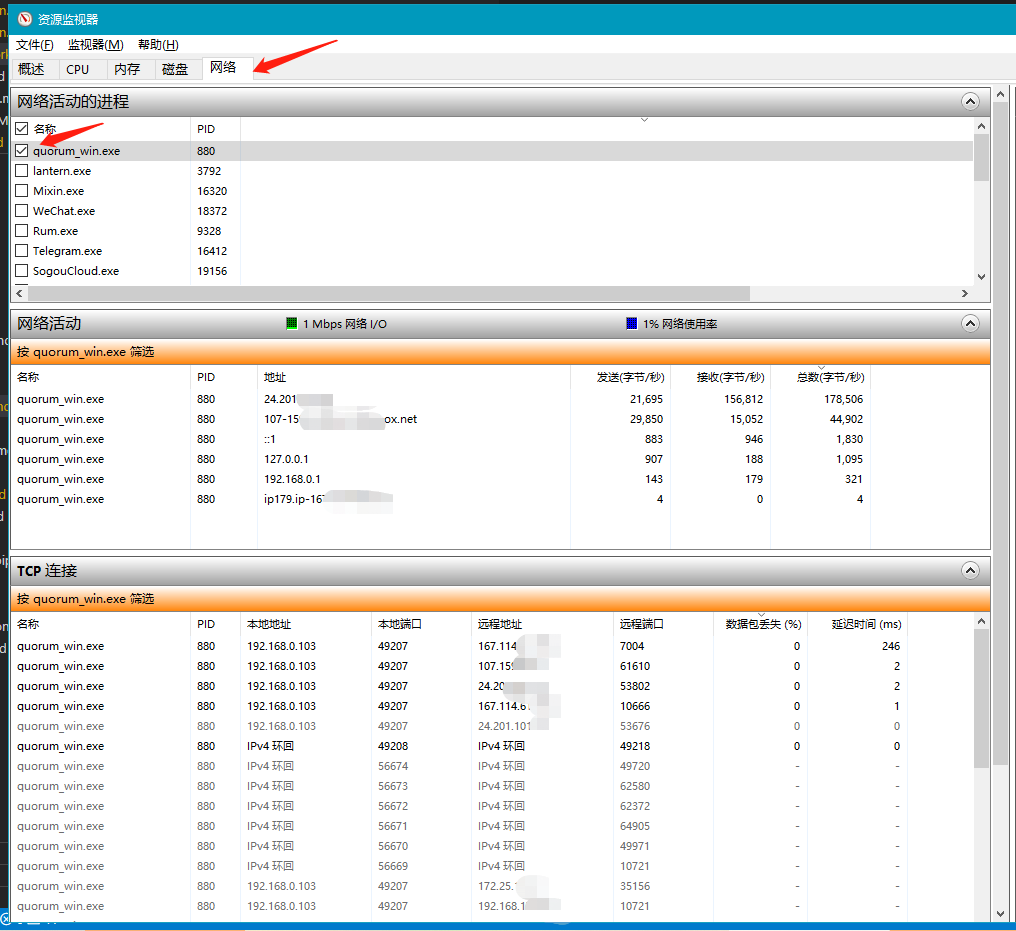 资源监视器
文件(F) 监视器(M) 帮助(H)
概述 CPU 内存 磁盘 网络
网络活动的进程
名称 PID
quorum_win.exe 880
lantern.exe 3792
Mixin.exe 16320
WeChat.exe 18372
Rum.exe 9328
Telegram.exe 16412
SogouCloud.exe 19156
网络活动 1 Mbps 网络 I/O 1% 网络使用率
按 quorum_win.exe 筛选
名称 PID 地址 发送(字节/秒) 接收(字节/秒) 总数(字节/秒)
quorum_win.exe 880 24.201 21,695 156,812 178,506
quorum_win.exe 880 107-15 ox.net 29,850 15,052 44,902
quorum_win.exe 880 ::1 883 946 1,830
quorum_win.exe 880 127.0.0.1 907 188 1,095
quorum_win.exe 880 192.168.0.1 143 179 321
quorum_win.exe 880 ip179.ip-167 4 0 4
TCP 连接
按 quorum_win.exe 筛选
名称 PID 本地地址 本地端口 远程地址 远程端口 数据包丢失 (%) 延迟时间 (ms)
quorum_win.exe 880 192.168.0.103 49207 167.114 7004 0 246
quorum_win.exe 880 192.168.0.103 49207 107.159 61610 0 2
quorum_win.exe 880 192.168.0.103 49207 24.20 53802 0 2
quorum_win.exe 880 192.168.0.103 49207 167.114.6 10666 0 1
quorum_win.exe 880 192.168.0.103 49207 24.201.101 53676 0 0
quorum_win.exe 880 IPv4 环回 49208 IPv4 环回 49218 0 0
quorum_win.exe 880 IPv4 环回 56674 IPv4 环回 49720 - -
quorum_win.exe 880 IPv4 环回 56673 IPv4 环回 62580 - -
quorum_win.exe 880 IPv4 环回 56672 IPv4 环回 62372 - -
quorum_win.exe 880 IPv4 环回 56671 IPv4 环回 64905 - -
quorum_win.exe 880 IPv4 环回 56670 IPv4 环回 49971 - -
quorum_win.exe 880 IPv4 环回 56669 IPv4 环回 10721 - -
quorum_win.exe 880 192.168.0.103 49207 172.25. 35156 - -
quorum_win.exe 880 192.168.0.103 49207 192.168.1 10721 - -